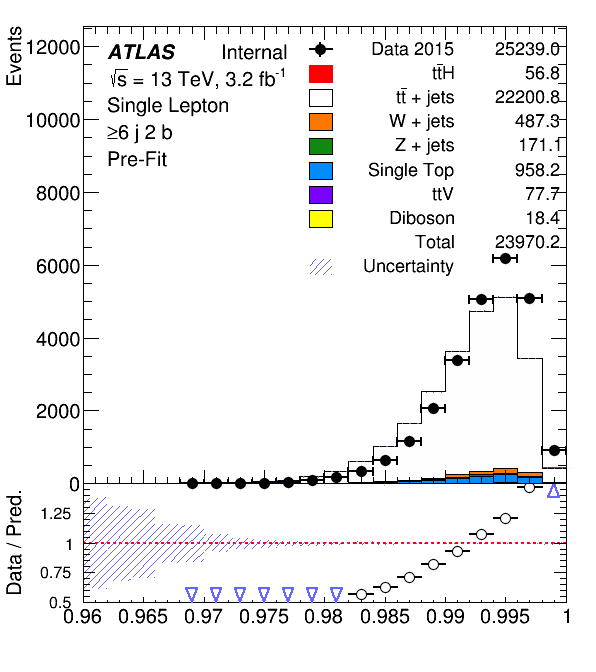 Events
12000
10000
8000
6000
4000
2000
0
ATLAS Internal
√s = 13 TeV, 3.2 fb-1
Single Lepton
≥6 j 2 b
Pre-Fit
Data 2015 25239.0
tt̄H 56.8
tt̄ + jets 22200.8
W + jets 487.3
Z + jets 171.1
Single Top 958.2
ttV 77.7
Diboson 18.4
Total 23970.2
Uncertainty
Data / Pred.
1.25
1
0.75
0.5
0.96 0.965 0.97 0.975 0.98 0.985 0.99 0.995 1